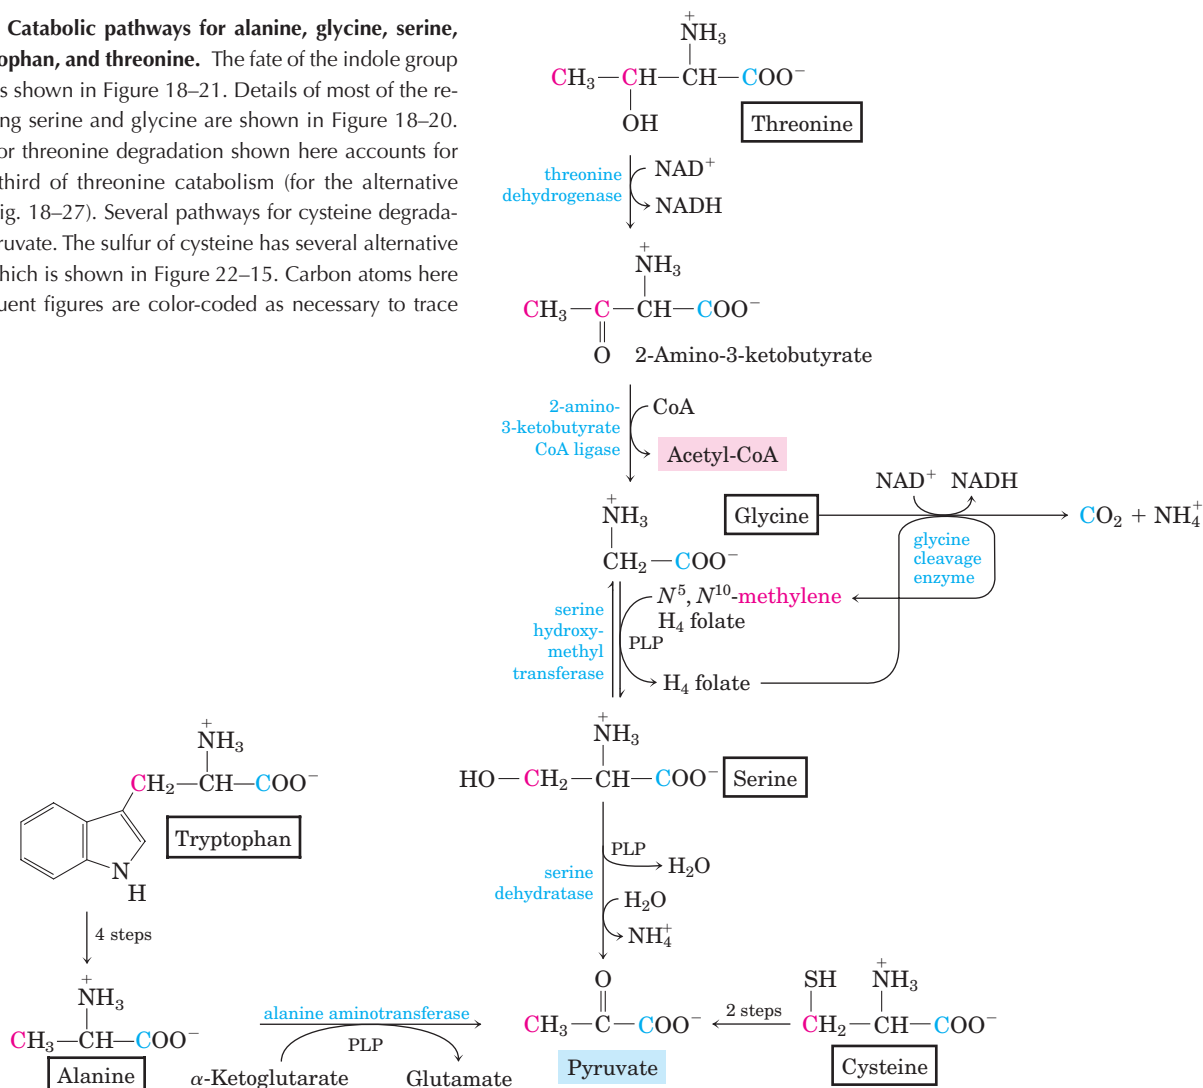 Catabolic pathways for alanine, glycine, serine,
ophan, and threonine. The fate of the indole group
s shown in Figure 18–21. Details of most of the re-
ng serine and glycine are shown in Figure 18–20.
or threonine degradation shown here accounts for
third of threonine catabolism (for the alternative
ig. 18–27). Several pathways for cysteine degrada-
ruvate. The sulfur of cysteine has several alternative
hich is shown in Figure 22–15. Carbon atoms here
uent figures are color-coded as necessary to trace
+
NH₃
CH₃—CH—CH—COO⁻
OH
Threonine
threonine
dehydrogenase
NAD⁺
NADH
+
NH₃
CH₃—C—CH—COO⁻
O
2-Amino-3-ketobutyrate
2-amino-
3-ketobutyrate
CoA ligase
CoA
Acetyl-CoA
+
NH₃
CH₂—COO⁻
Glycine
NAD⁺ NADH
CO₂ + NH₄⁺
glycine
cleavage
enzyme
serine
hydroxy-
methyl
transferase
N⁵, N¹⁰-methylene
H₄ folate
PLP
H₄ folate
+
NH₃
HO—CH₂—CH—COO⁻
Serine
+
NH₃
CH₂—CH—COO⁻
N
H
Tryptophan
4 steps
serine
dehydratase
PLP
H₂O
H₂O
NH₄⁺
+
NH₃
CH₃—CH—COO⁻
Alanine
alanine aminotransferase
PLP
α-Ketoglutarate
Glutamate
O
CH₃—C—COO⁻
Pyruvate
2 steps
SH
+
NH₃
CH₂—CH—COO⁻
Cysteine